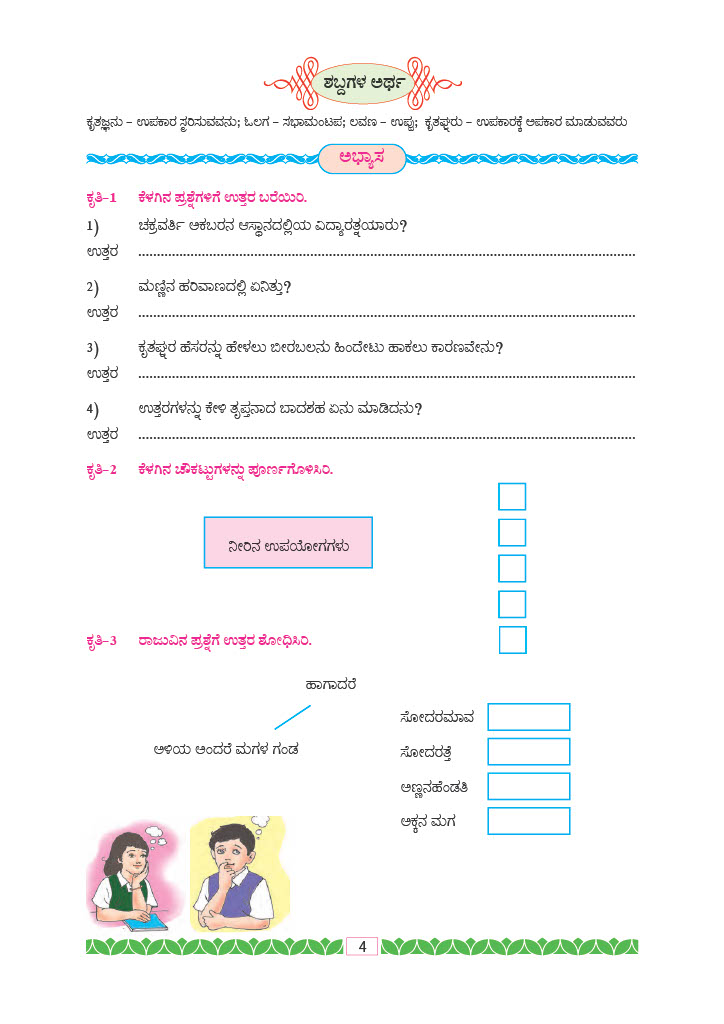 ಶಬ್ದಗಳ ಅರ್ಥ
ಕೃತಜ್ಞನು – ಉಪಕಾರ ಸ್ಮರಿಸುವವನು; ಓಲಗ – ಸಭಾಮಂಟಪ; ಲವಣ – ಉಪ್ಪು; ಕೃತಘ್ನರು – ಉಪಕಾರಕ್ಕೆ ಅಪಕಾರ ಮಾಡುವವರು
ಅಭ್ಯಾಸ
ಕೃತಿ–1 ಕೆಳಗಿನ ಪ್ರಶ್ನೆಗಳಿಗೆ ಉತ್ತರ ಬರೆಯಿರಿ.
1) ಚಕ್ರವರ್ತಿ ಅಕಬರನ ಆಸ್ಥಾನದಲ್ಲಿಯ ವಿದ್ಯಾರತ್ನಯಾರು?
ಉತ್ತರ ....................................................................................................
2) ಮಣ್ಣಿನ ಹರಿವಾಣದಲ್ಲಿ ಏನಿತ್ತು?
ಉತ್ತರ ....................................................................................................
3) ಕೃತಘ್ನರ ಹೆಸರನ್ನು ಹೇಳಲು ಬೀರಬಲನು ಹಿಂದೇಟು ಹಾಕಲು ಕಾರಣವೇನು?
ಉತ್ತರ ....................................................................................................
4) ಉತ್ತರಗಳನ್ನು ಕೇಳಿ ತೃಪ್ತನಾದ ಬಾದಶಹ ಏನು ಮಾಡಿದನು?
ಉತ್ತರ ....................................................................................................
ಕೃತಿ–2 ಕೆಳಗಿನ ಚೌಕಟ್ಟುಗಳನ್ನು ಪೂರ್ಣಗೊಳಿಸಿರಿ.
ನೀರಿನ ಉಪಯೋಗಗಳು
ಕೃತಿ–3 ರಾಜುವಿನ ಪ್ರಶ್ನೆಗೆ ಉತ್ತರ ಶೋಧಿಸಿರಿ.
ಹಾಗಾದರೆ
ಅಳಿಯ ಅಂದರೆ ಮಗಳ ಗಂಡ
ಸೋದರಮಾವ
ಸೋದರತ್ತೆ
ಅಣ್ಣನಹೆಂಡತಿ
ಅಕ್ಕನ ಮಗ
4